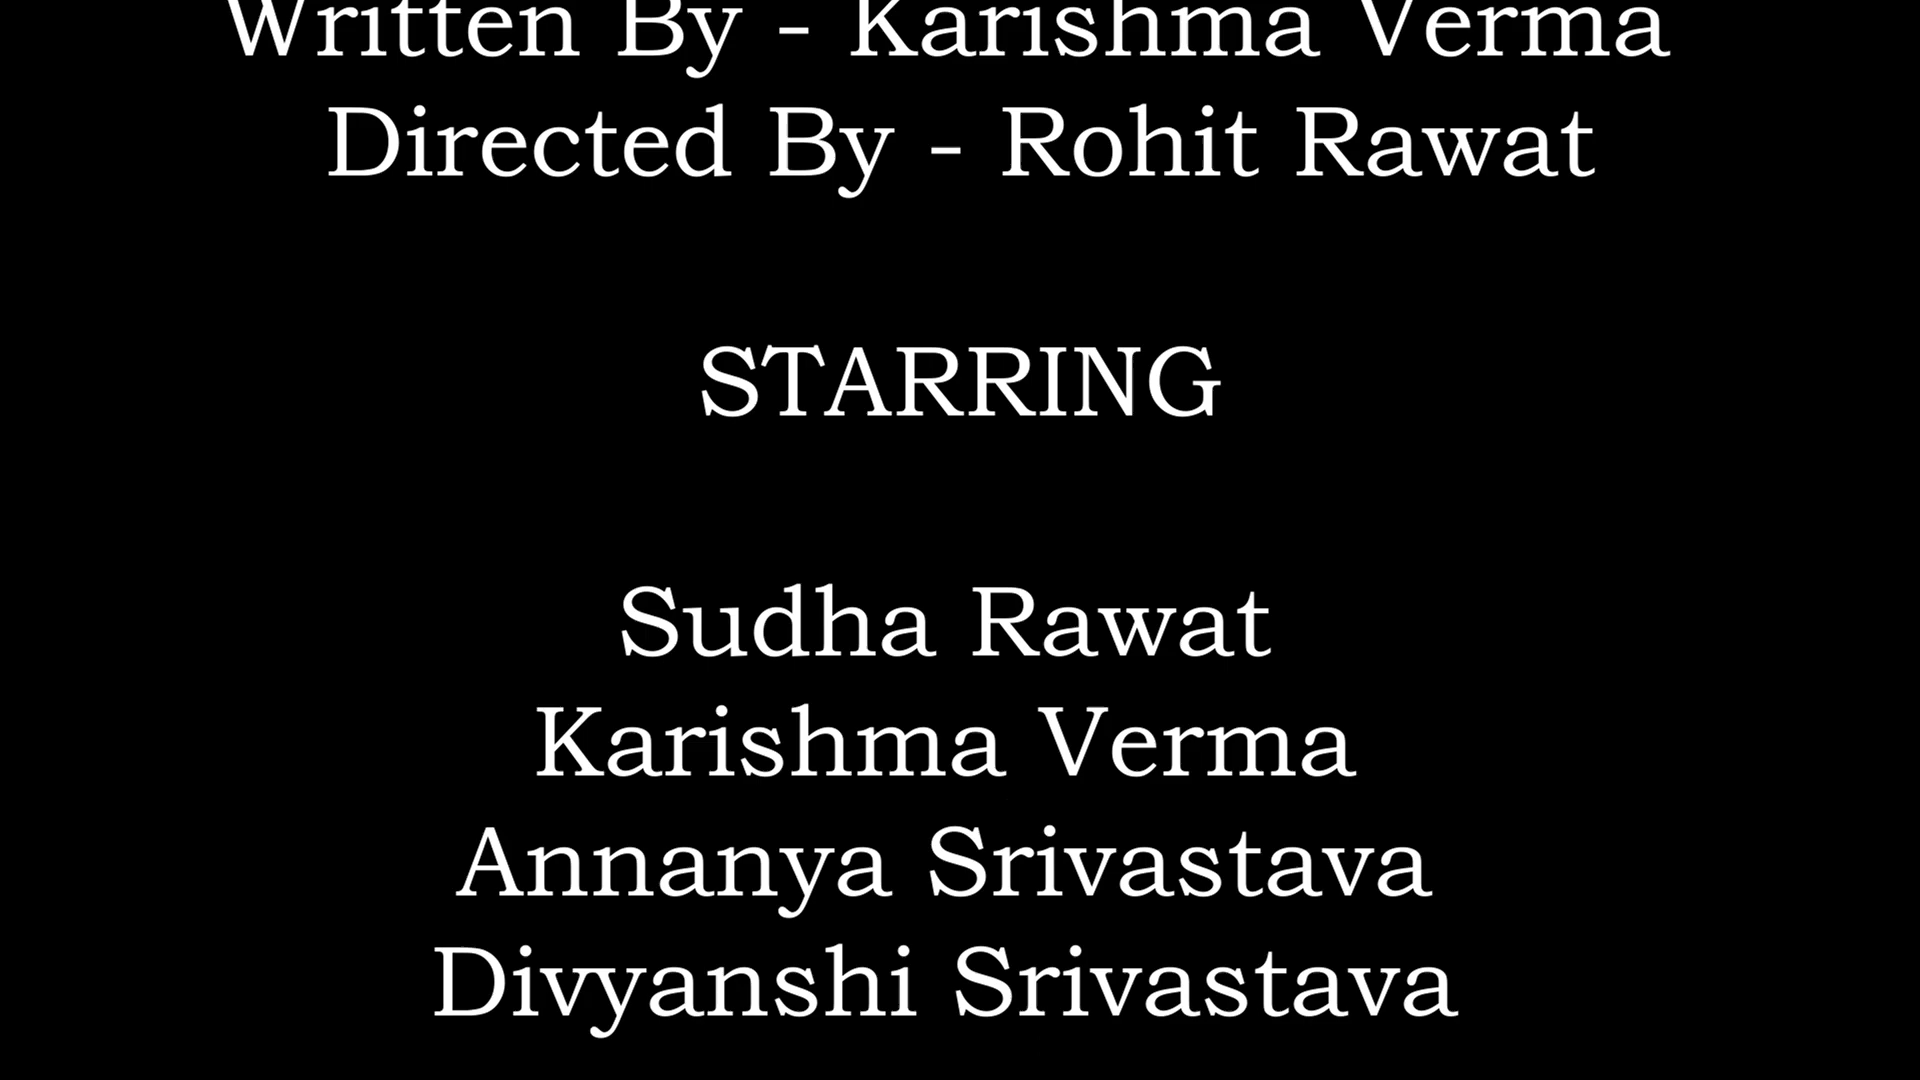 Written By - Karishma Verma
Directed By - Rohit Rawat
STARRING
Sudha Rawat
Karishma Verma
Annanya Srivastava
Divyanshi Srivastava